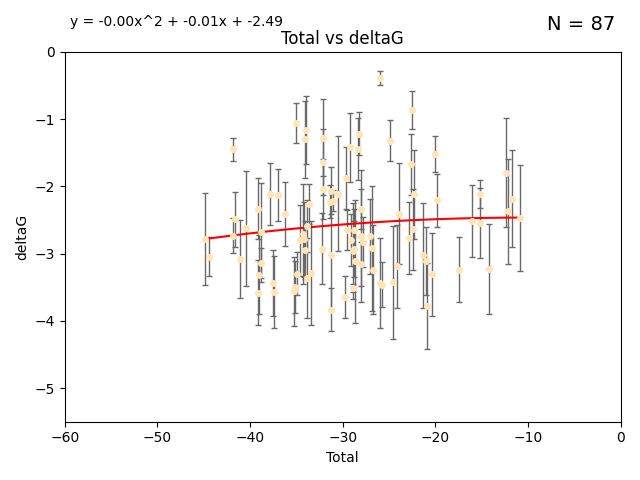 y = -0.00x^2 + -0.01x + -2.49
N = 87
Total vs deltaG
0
−1
−2
−3
−4
−5
deltaG
−60 −50 −40 −30 −20 −10 0
Total